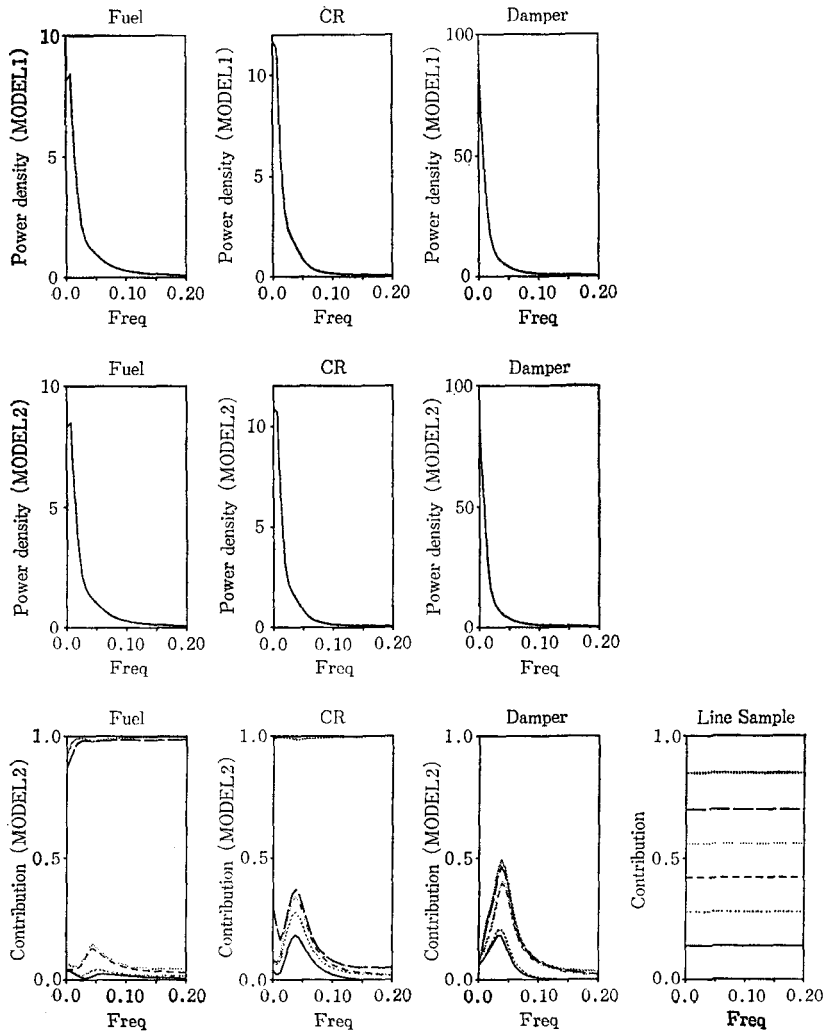 Fuel
CR
Damper
Power density (MODEL1)
10
5
0
0.0 0.10 0.20
Freq
Power density (MODEL1)
10
5
0
0.0 0.10 0.20
Freq
Power density (MODEL1)
100
50
0
0.0 0.10 0.20
Freq
Fuel
CR
Damper
Power density (MODEL2)
10
5
0
0.0 0.10 0.20
Freq
Power density (MODEL2)
10
5
0
0.0 0.10 0.20
Freq
Power density (MODEL2)
100
50
0
0.0 0.10 0.20
Freq
Fuel
CR
Damper
Line Sample
Contribution (MODEL2)
1.0
0.5
0.0
0.0 0.10 0.20
Freq
Contribution (MODEL2)
1.0
0.5
0.0
0.0 0.10 0.20
Freq
Contribution (MODEL2)
1.0
0.5
0.0
0.0 0.10 0.20
Freq
Contribution
1.0
0.5
0.0
0.0 0.10 0.20
Freq